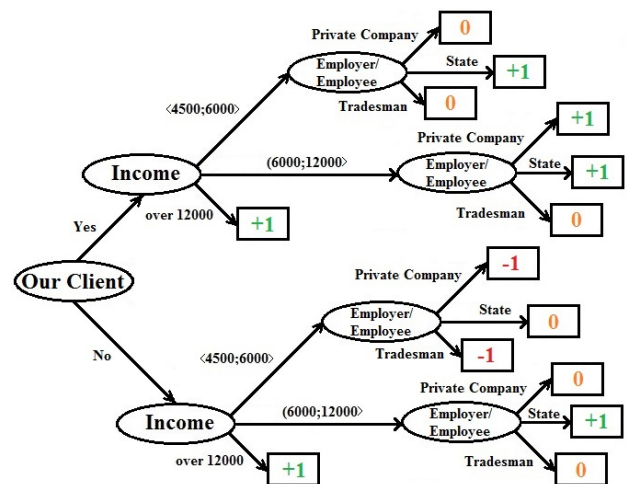 Private Company
0
Employer/
Employee
State
+1
Tradesman
0
⟨4500;6000⟩
Private Company
+1
Income
(6000;12000⟩
Employer/
Employee
State
+1
Tradesman
0
over 12000
+1
Yes
Our Client
No
Private Company
-1
Employer/
Employee
State
0
Tradesman
-1
⟨4500;6000⟩
Private Company
0
Income
(6000;12000⟩
Employer/
Employee
State
+1
Tradesman
0
over 12000
+1